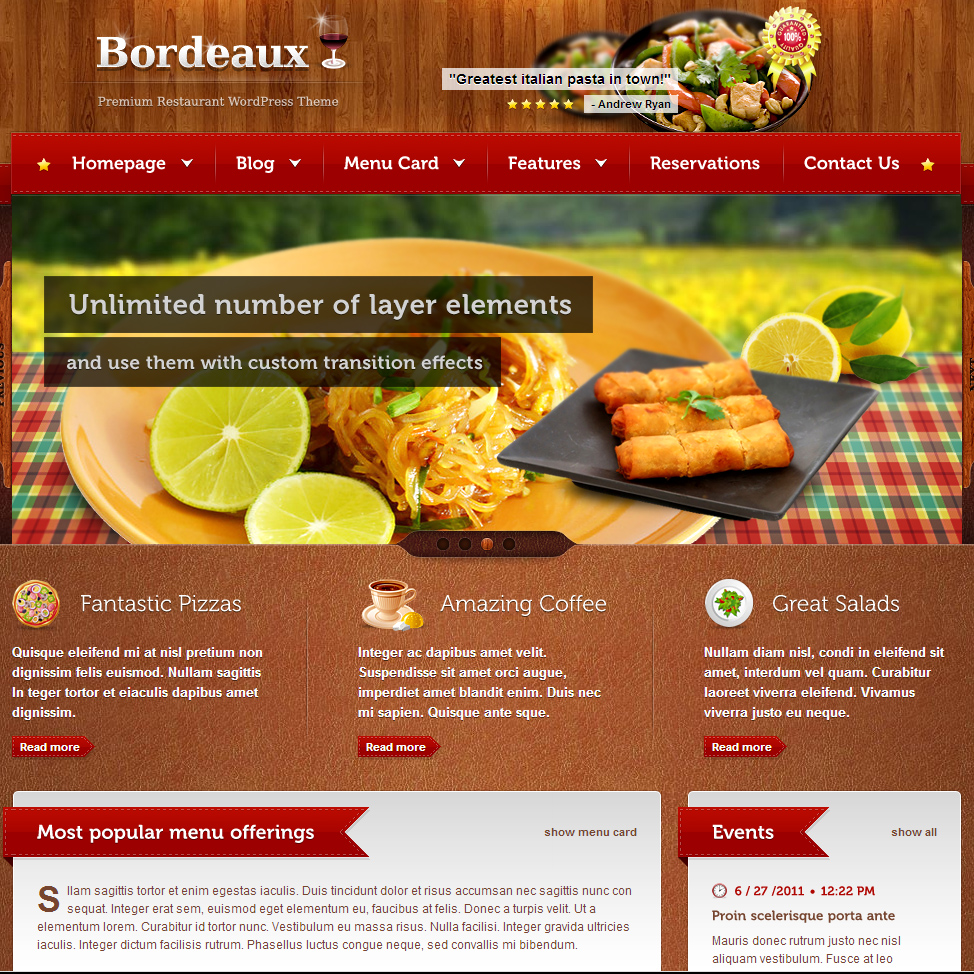 Bordeaux
Premium Restaurant WordPress Theme
"Greatest italian pasta in town!"
- Andrew Ryan
GUARANTEED
100%
QUALITY
Homepage Blog Menu Card Features Reservations Contact Us
Unlimited number of layer elements
and use them with custom transition effects
Fantastic Pizzas
Quisque eleifend mi at nisl pretium non
dignissim felis euismod. Nullam sagittis
In teger tortor et eiaculis dapibus amet
dignissim.
Read more
Amazing Coffee
Integer ac dapibus amet velit.
Suspendisse sit amet orci augue,
imperdiet amet blandit enim. Duis nec
mi sapien. Quisque ante sque.
Read more
Great Salads
Nullam diam nisl, condi in eleifend sit
amet, interdum vel quam. Curabitur
laoreet viverra eleifend. Vivamus
viverra justo eu neque.
Read more
Most popular menu offerings
show menu card
Sllam sagittis tortor et enim egestas iaculis. Duis tincidunt dolor et risus accumsan nec sagittis nunc con
sequat. Integer erat sem, euismod eget elementum eu, faucibus at felis. Donec a turpis velit. Ut a
elementum lorem. Curabitur id tortor nunc. Vestibulum eu massa risus. Nulla facilisi. Integer gravida ultricies
iaculis. Integer dictum facilisis rutrum. Phasellus luctus congue neque, sed convallis mi bibendum.
Events
show all
6 / 27 /2011 • 12:22 PM
Proin scelerisque porta ante
Mauris donec rutrum justo nec nisl
aliquam vestibulum. Fusce at leo